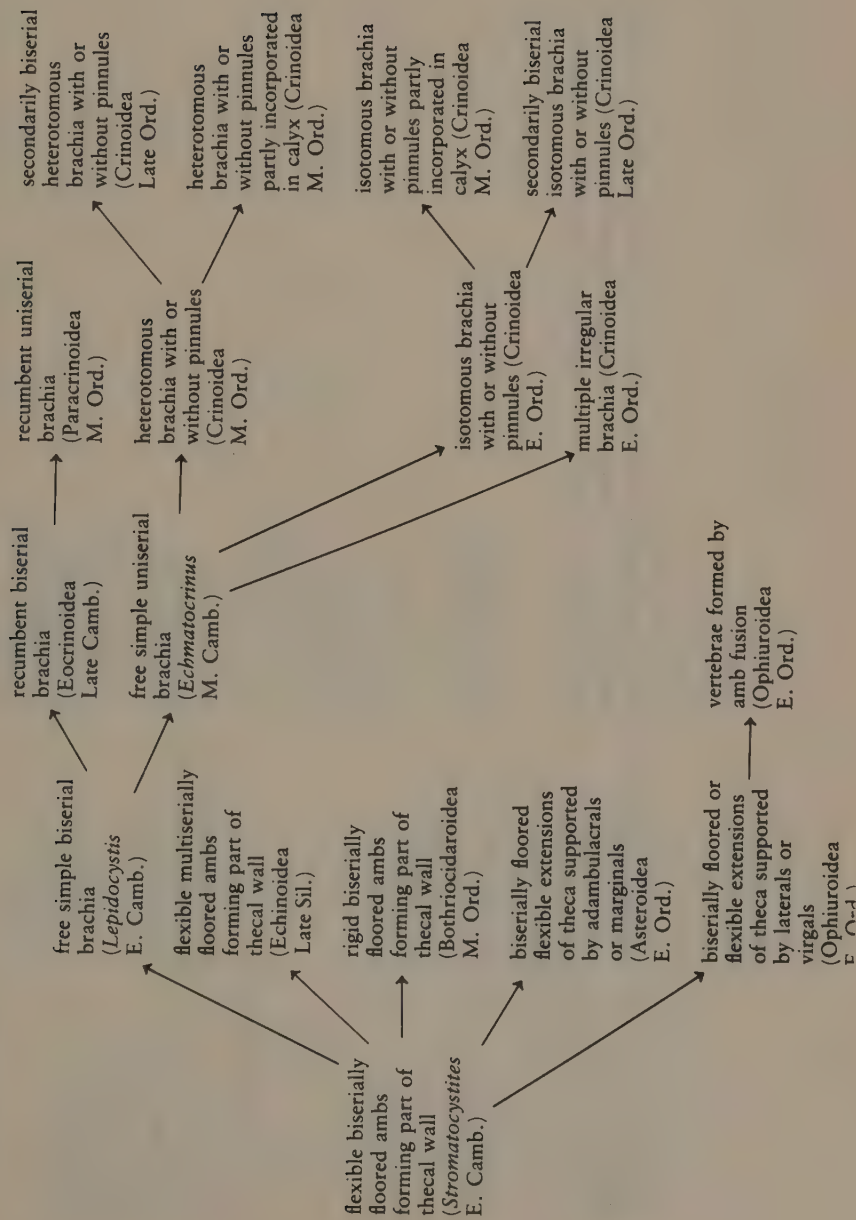 flexible biserially
floored ambs
forming part of
thecal wall
(Stromatocystites
E. Camb.)
free simple biserial
brachia
(Lepidocystis
E. Camb.)
flexible multiserially
floored ambs
forming part of
thecal wall
(Echinoidea
Late Sil.)
rigid biserially
floored ambs
forming part of
thecal wall
(Bothriocidaroidea
M. Ord.)
biserially floored
flexible extensions
of theca supported
by adambulacrals
or marginals
(Asteroidea
E. Ord.)
biserially floored or
flexible extensions
of theca supported
by laterals or
virgals
(Ophiuroidea
E. Ord.)
recumbent biserial
brachia
(Eocrinoidea
Late Camb.)
free simple uniserial
brachia
(Echmatocrinus
M. Camb.)
vertebrae formed by
amb fusion
(Ophiuroidea
E. Ord.)
recumbent uniserial
brachia
(Paracrinoidea
M. Ord.)
heterotomous
brachia with or
without pinnules
(Crinoidea
M. Ord.)
isotomous brachia
with or without
pinnules (Crinoidea
E. Ord.)
multiple irregular
brachia (Crinoidea
E. Ord.)
secondarily biserial
heterotomous
brachia with or
without pinnules
(Crinoidea
Late Ord.)
heterotomous
brachia with or
without pinnules
partly incorporated
in calyx (Crinoidea
M. Ord.)
isotomous brachia
with or without
pinnules partly
incorporated in
calyx (Crinoidea
M. Ord.)
secondarily biserial
isotomous brachia
with or without
pinnules (Crinoidea
Late Ord.)